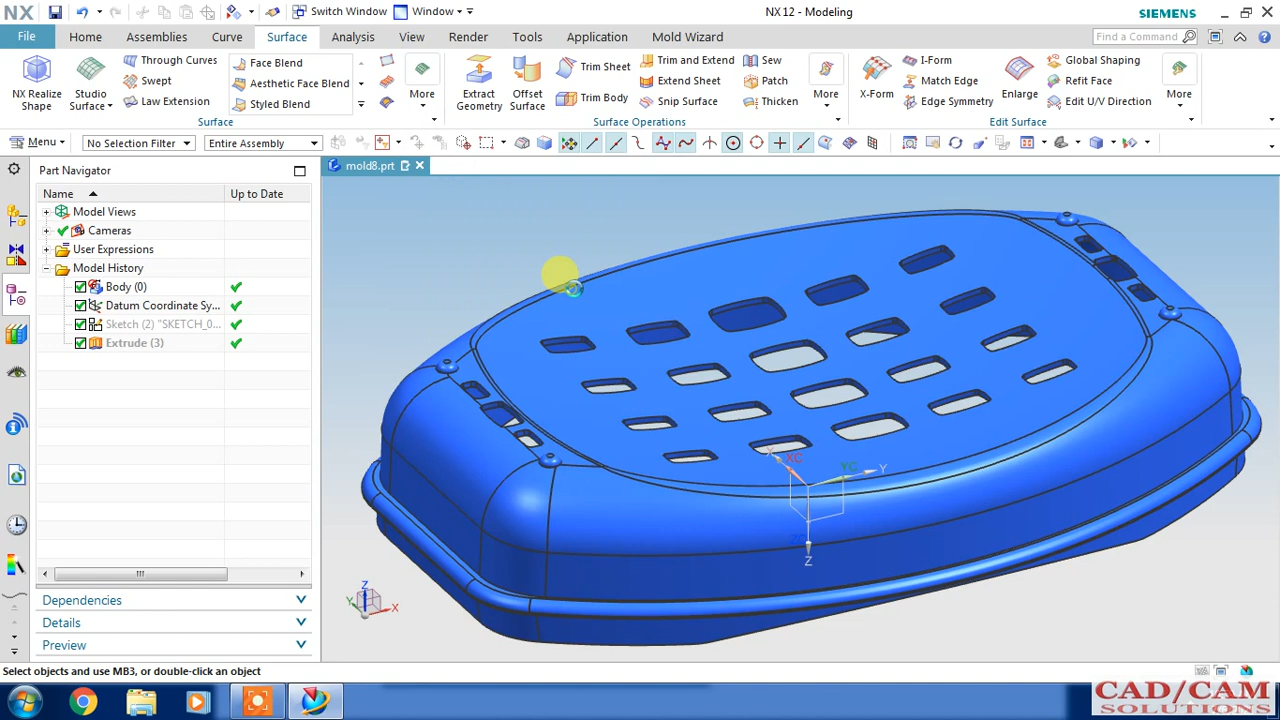 NX Switch Window Window NX 12 - Modeling SIEMENS
File Home Assemblies Curve Surface Analysis View Render Tools Application Mold Wizard Find a Command
NX Realize Shape
Studio Surface
Through Curves
Swept
Law Extension
Face Blend
Aesthetic Face Blend
Styled Blend
More
Surface
Extract Geometry
Offset Surface
Trim Sheet
Trim Body
Trim and Extend
Extend Sheet
Snip Surface
Sew
Patch
Thicken
More
Surface Operations
X-Form
I-Form
Match Edge
Edge Symmetry
Enlarge
Global Shaping
Refit Face
Edit U/V Direction
More
Edit Surface
Menu No Selection Filter Entire Assembly
Part Navigator
mold8.prt
Name Up to Date
Model Views
Cameras
User Expressions
Model History
Body (0)
Datum Coordinate Sy...
Sketch (2) "SKETCH_0...
Extrude (3)
Dependencies
Details
Preview
X XC YC Y
ZC
Z
Z
Y X
Select objects and use MB3, or double-click an object
CAD/CAM
SOLUTIONS